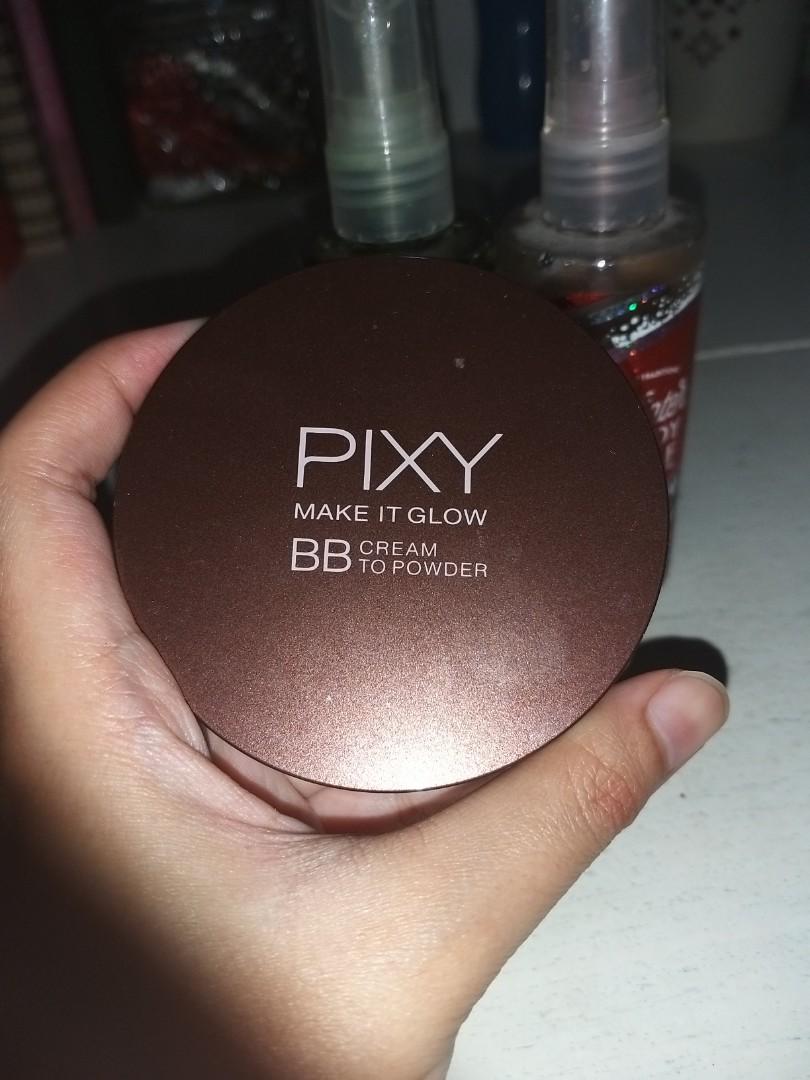 PIXY
MAKE IT GLOW
BB CREAM
TO POWDER